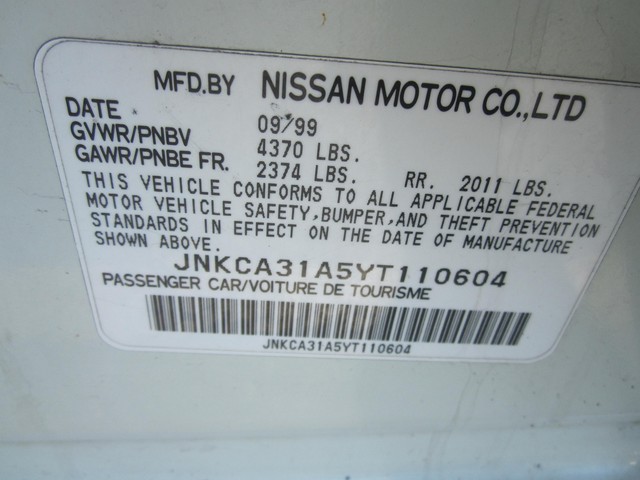 MFD.BY NISSAN MOTOR CO.,LTD
DATE 09/99
GVWR/PNBV 4370 LBS.
GAWR/PNBE FR. 2374 LBS. RR. 2011 LBS.
THIS VEHICLE CONFORMS TO ALL APPLICABLE FEDERAL
MOTOR VEHICLE SAFETY,BUMPER,AND THEFT PREVENTION
STANDARDS IN EFFECT ON THE DATE OF MANUFACTURE
SHOWN ABOVE.
JNKCA31A5YT110604
PASSENGER CAR/VOITURE DE TOURISME
JNKCA31A5YT110604